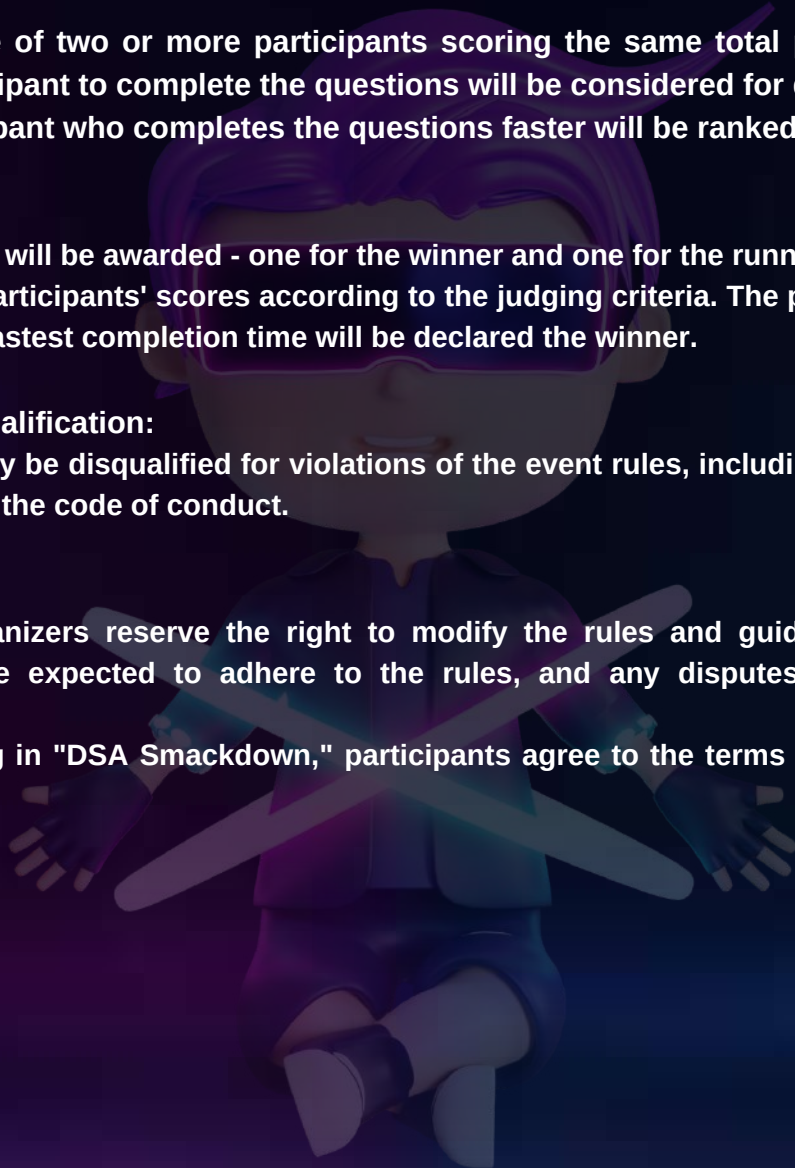 of two or more participants scoring the same total
ipant to complete the questions will be considered for
pant who completes the questions faster will be ranked
will be awarded - one for the winner and one for the runn
articipants' scores according to the judging criteria. The p
astest completion time will be declared the winner.
alification:
y be disqualified for violations of the event rules, includi
the code of conduct.
anizers reserve the right to modify the rules and guid
e expected to adhere to the rules, and any disputes
g in "DSA Smackdown," participants agree to the terms